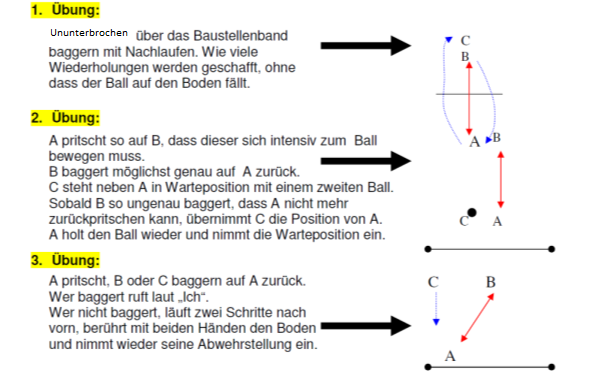 1. Übung:
Ununterbrochen über das Baustellenband
baggern mit Nachlaufen. Wie viele
Wiederholungen werden geschafft, ohne
dass der Ball auf den Boden fällt.
C
B
A
B
2. Übung:
A pritscht so auf B, dass dieser sich intensiv zum Ball
bewegen muss.
B baggert möglichst genau auf A zurück.
C steht neben A in Warteposition mit einem zweiten Ball.
Sobald B so ungenau baggert, dass A nicht mehr
zurückpritschen kann, übernimmt C die Position von A.
A holt den Ball wieder und nimmt die Warteposition ein.
C
A
3. Übung:
A pritscht, B oder C baggern auf A zurück.
Wer baggert ruft laut „Ich“.
Wer nicht baggert, läuft zwei Schritte nach
vorn, berührt mit beiden Händen den Boden
und nimmt wieder seine Abwehrstellung ein.
C
B
A